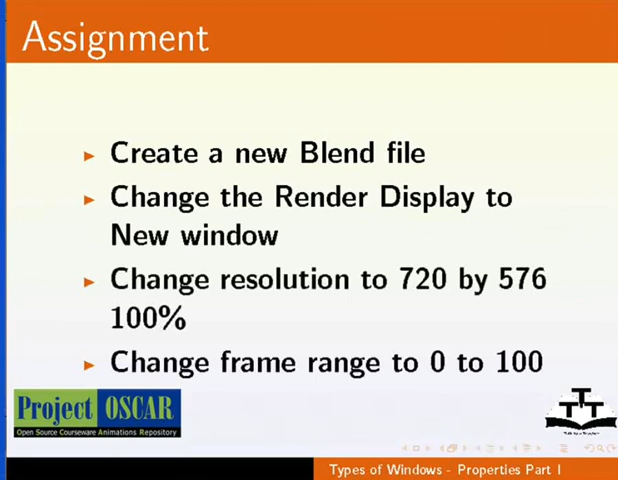 Assignment
Create a new Blend file
Change the Render Display to
New window
Change resolution to 720 by 576
100%
Change frame range to 0 to 100
Project OSCAR
Open Source Courseware Animations Repository
Types of Windows - Properties Part I